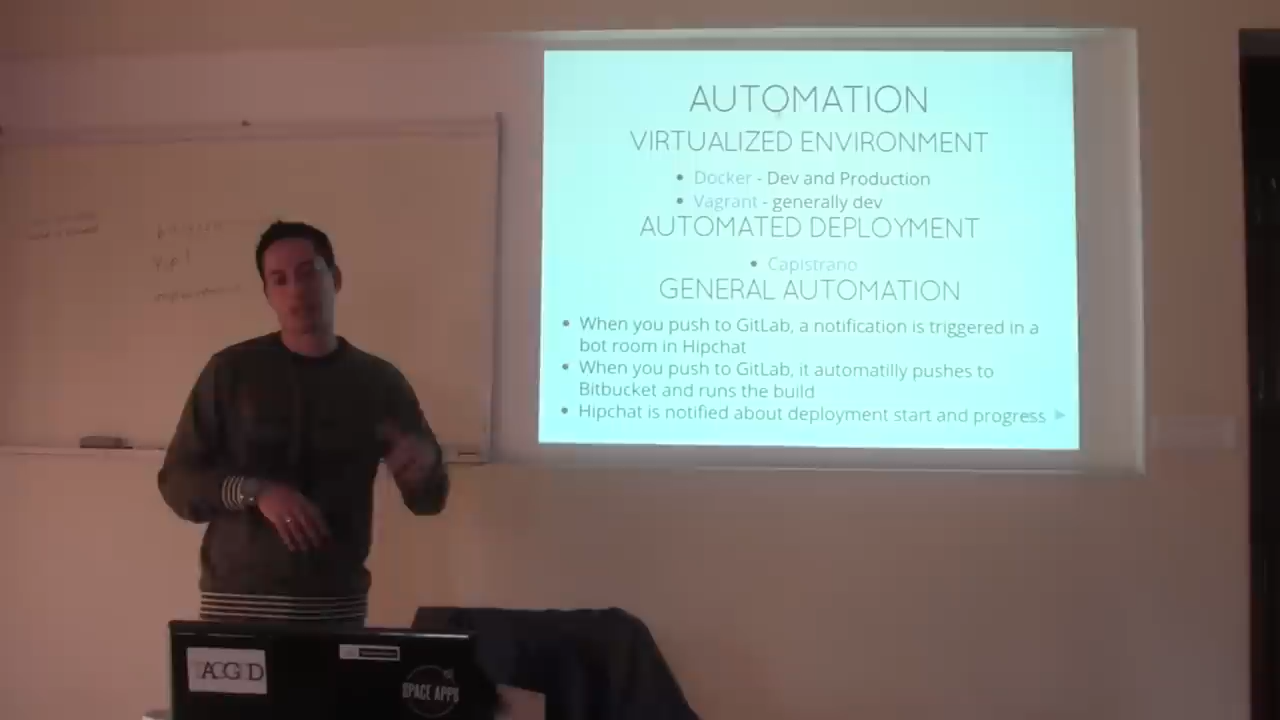 AUTOMATION
VIRTUALIZED ENVIRONMENT
Docker - Dev and Production
Vagrant - generally dev
AUTOMATED DEPLOYMENT
Capistrano
GENERAL AUTOMATION
When you push to GitLab, a notification is triggered in a
bot room in Hipchat
When you push to GitLab, it automatilly pushes to
Bitbucket and runs the build
Hipchat is notified about deployment start and progress
SPACE APPS